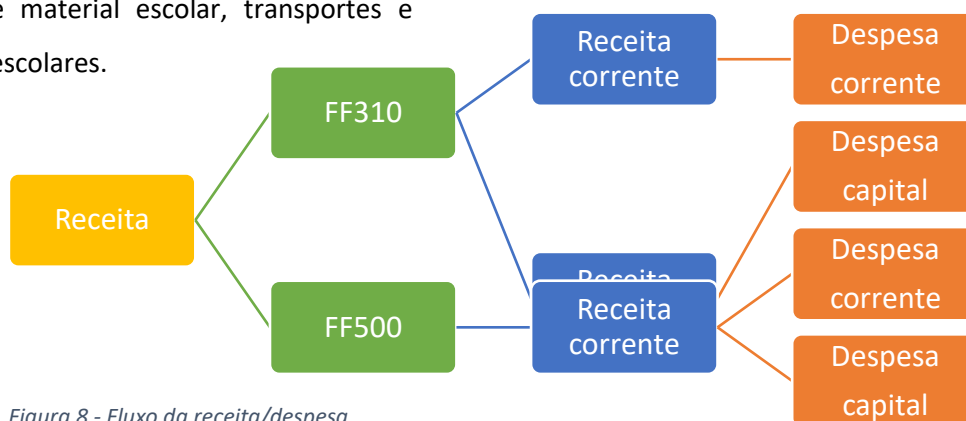 e material escolar, transportes e
escolares.
Receita
FF310
FF500
Receita
corrente
Receita
Receita
corrente
Despesa
corrente
Despesa
capital
Despesa
corrente
Despesa
capital
Figura 8 - Fluxo da receita/despesa